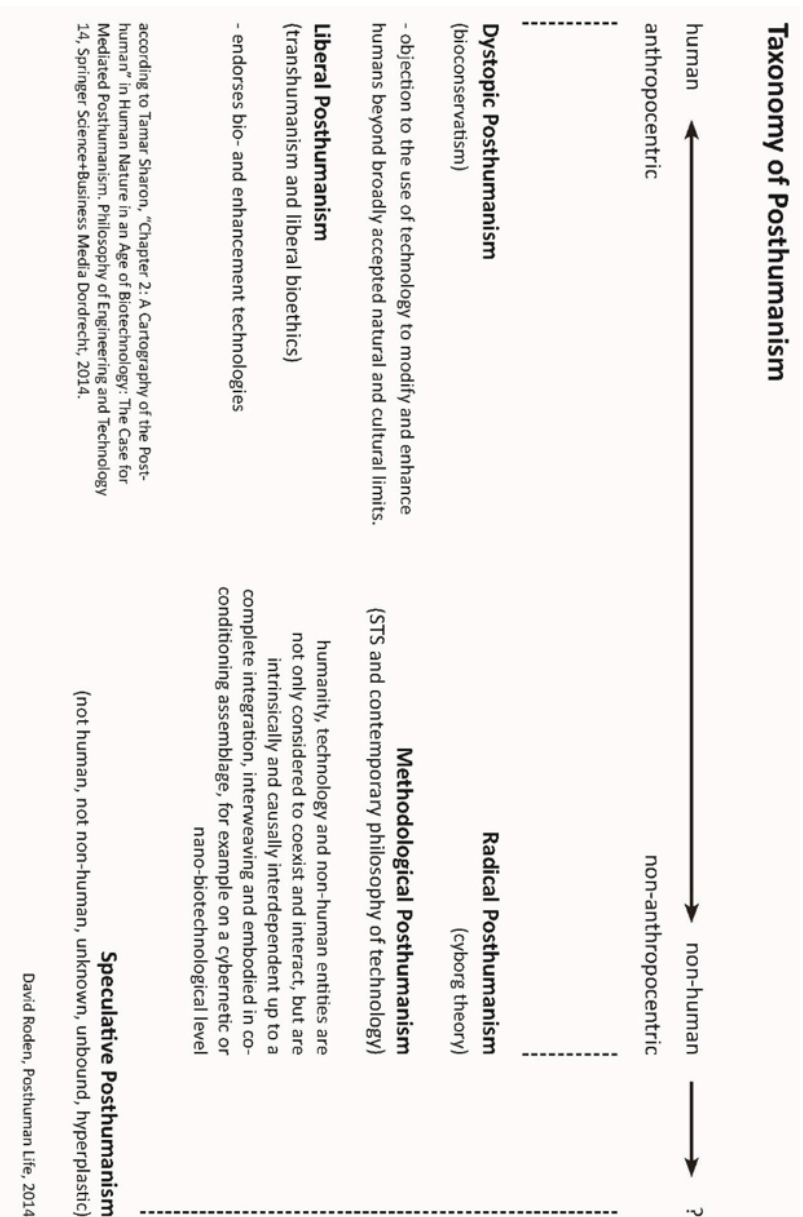 Taxonomy of Posthumanism
human
non-human
?
anthropocentric
non-anthropocentric
Dystopic Posthumanism
(bioconservatism)
- objection to the use of technology to modify and enhance
humans beyond broadly accepted natural and cultural limits.
Liberal Posthumanism
(transhumanism and liberal bioethics)
- endorses bio- and enhancement technologies
according to Tamar Sharon, "Chapter 2: A Cartography of the Post-
human" in Human Nature in an Age of Biotechnology: The Case for
Mediated Posthumanism. Philosophy of Engineering and Technology
14, Springer Science+Business Media Dordrecht, 2014.
Radical Posthumanism
(cyborg theory)
Methodological Posthumanism
(STS and contemporary philosophy of technology)
humanity, technology and non-human entities are
not only considered to coexist and interact, but are
intrinsically and causally interdependent up to a
complete integration, interweaving and embodied in co-
conditioning assemblage, for example on a cybernetic or
nano-biotechnological level
Speculative Posthumanism
(not human, not non-human, unknown, unbound, hyperplastic)
David Roden, Posthuman Life, 2014